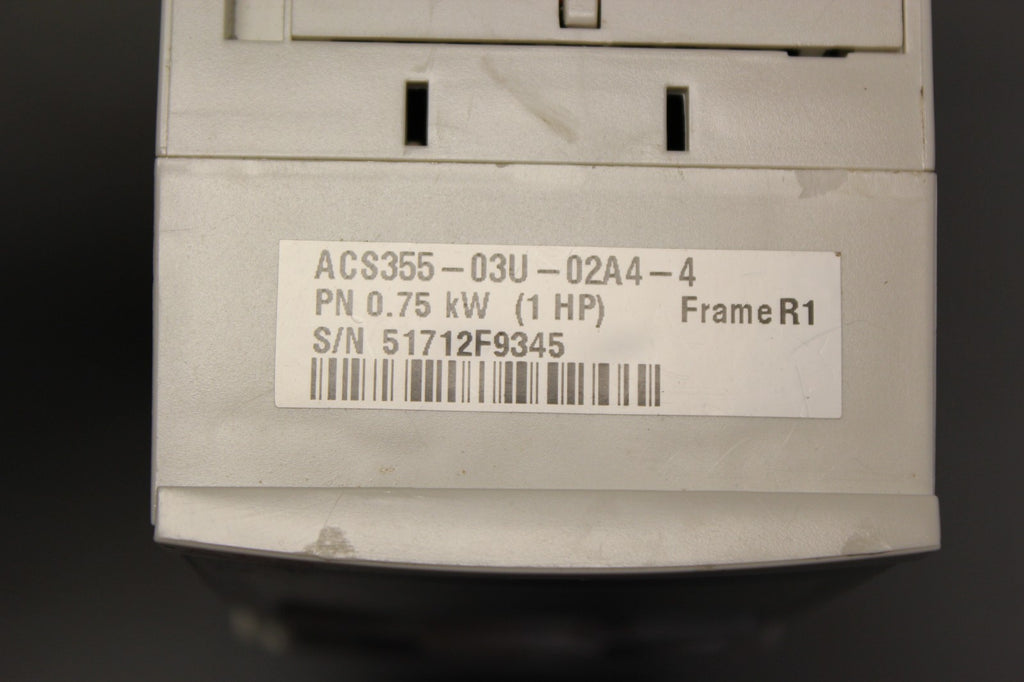 ACS355-03U-02A4-4
PN 0.75 kW (1 HP) Frame R1
S/N 51712F9345